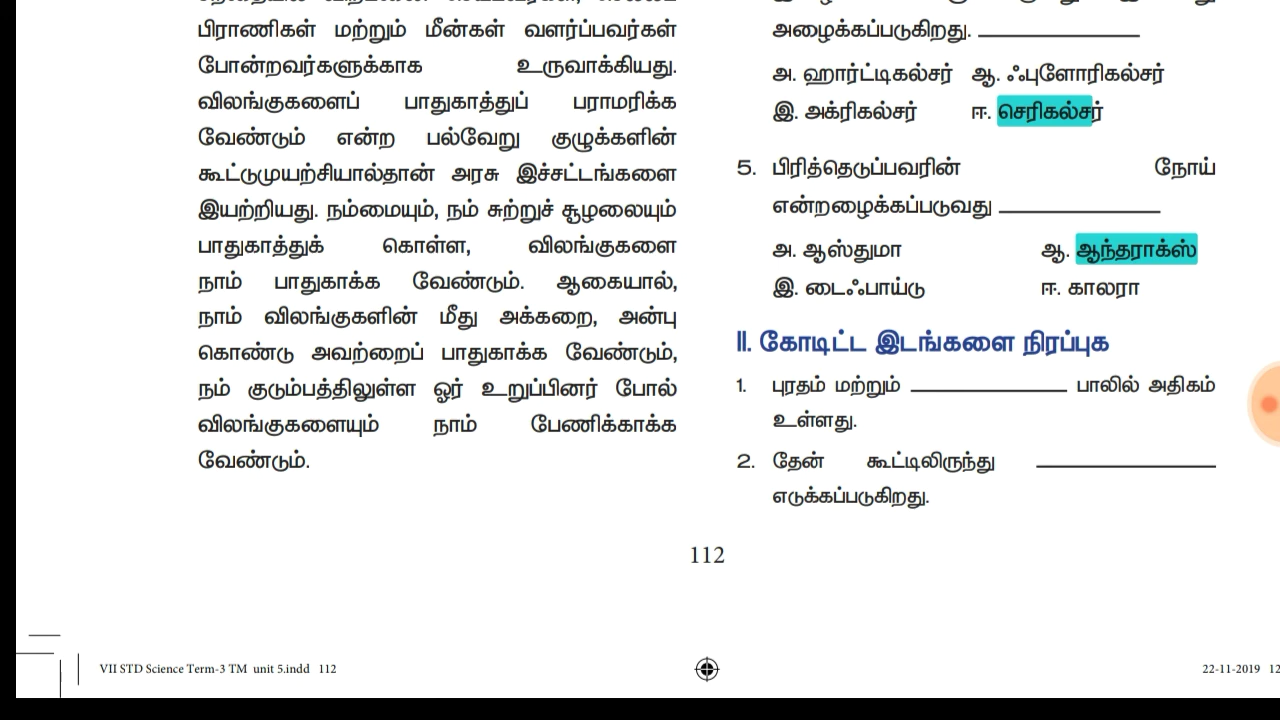 பிராணிகள் மற்றும் மீன்கள் வளர்ப்பவர்கள்
போன்றவர்களுக்காக உருவாக்கியது.
விலங்குகளைப் பாதுகாத்துப் பராமரிக்க
வேண்டும் என்ற பல்வேறு குழுக்களின்
கூட்டுமுயற்சியால்தான் அரசு இச்சட்டங்களை
இயற்றியது. நம்மையும், நம் சுற்றுச் சூழலையும்
பாதுகாத்துக் கொள்ள, விலங்குகளை
நாம் பாதுகாக்க வேண்டும். ஆகையால்,
நாம் விலங்குகளின் மீது அக்கறை, அன்பு
கொண்டு அவற்றைப் பாதுகாக்க வேண்டும்,
நம் குடும்பத்திலுள்ள ஓர் உறுப்பினர் போல்
விலங்குகளையும் நாம் பேணிக்காக்க
வேண்டும்.
அழைக்கப்படுகிறது. ____________
அ. ஹார்ட்டிகல்சர் ஆ. ஃபுளோரிகல்சர்
இ. அக்ரிகல்சர் ஈ. செரிகல்சர்
5. பிரித்தெடுப்பவரின் நோய்
என்றழைக்கப்படுவது ____________
அ. ஆஸ்துமா ஆ. ஆந்தராக்ஸ்
இ. டைஃபாய்டு ஈ. காலரா
II. கோடிட்ட இடங்களை நிரப்புக
1. புரதம் மற்றும் ____________ பாலில் அதிகம்
உள்ளது.
2. தேன் கூட்டிலிருந்து ____________
எடுக்கப்படுகிறது.
112
VII STD Science Term-3 TM unit 5.indd 112
22-11-2019 12